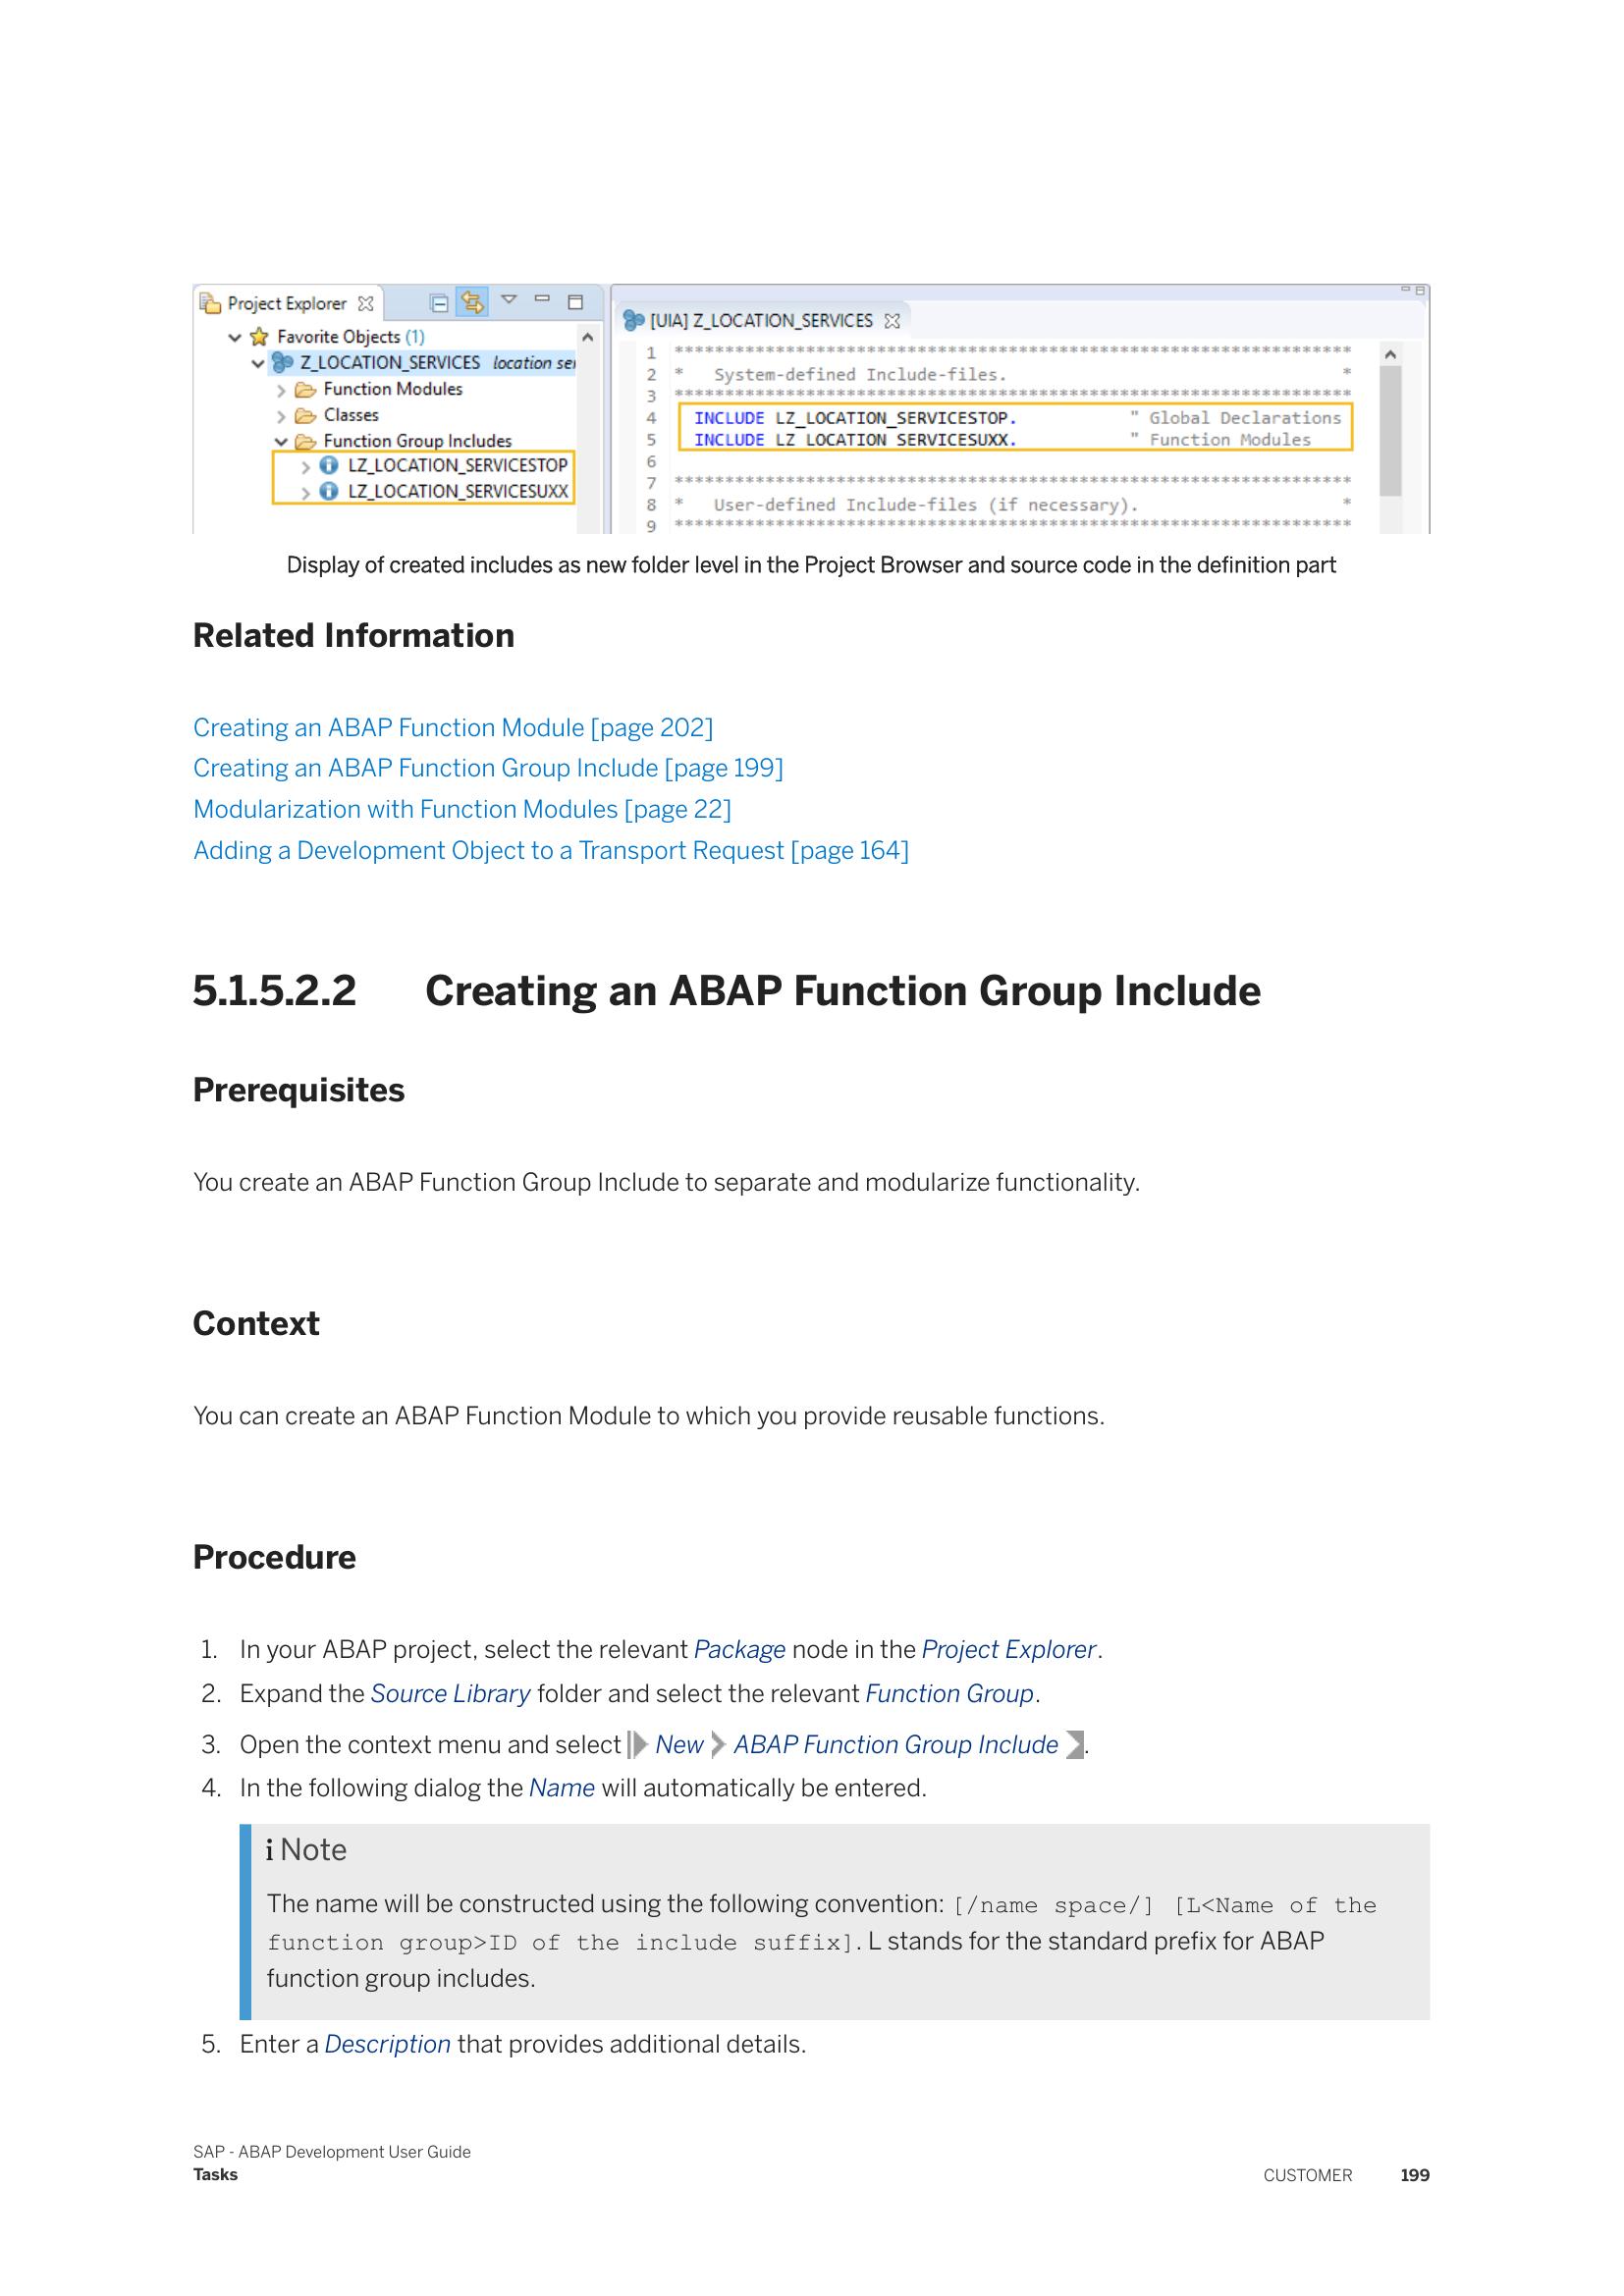 Project Explorer
Favorite Objects (1)
Z_LOCATION_SERVICES location ser
Function Modules
Classes
Function Group Includes
LZ_LOCATION_SERVICESTOP
LZ_LOCATION_SERVICESUXX
[UIA] Z_LOCATION_SERVICES
1 *******************************************************************
2 * System-defined Include-files. *
3 *******************************************************************
4 INCLUDE LZ_LOCATION_SERVICESTOP. " Global Declarations
5 INCLUDE LZ_LOCATION_SERVICESUXX. " Function Modules
6
7 *******************************************************************
8 * User-defined Include-files (if necessary). *
9 *******************************************************************
Display of created includes as new folder level in the Project Browser and source code in the definition part
Related Information
Creating an ABAP Function Module [page 202]
Creating an ABAP Function Group Include [page 199]
Modularization with Function Modules [page 22]
Adding a Development Object to a Transport Request [page 164]
5.1.5.2.2 Creating an ABAP Function Group Include
Prerequisites
You create an ABAP Function Group Include to separate and modularize functionality.
Context
You can create an ABAP Function Module to which you provide reusable functions.
Procedure
1. In your ABAP project, select the relevant Package node in the Project Explorer.
2. Expand the Source Library folder and select the relevant Function Group.
3. Open the context menu and select New ABAP Function Group Include .
4. In the following dialog the Name will automatically be entered.
i Note
The name will be constructed using the following convention: [/name space/] [L<Name of the
function group>ID of the include suffix]. L stands for the standard prefix for ABAP
function group includes.
5. Enter a Description that provides additional details.
SAP - ABAP Development User Guide
Tasks
CUSTOMER 199